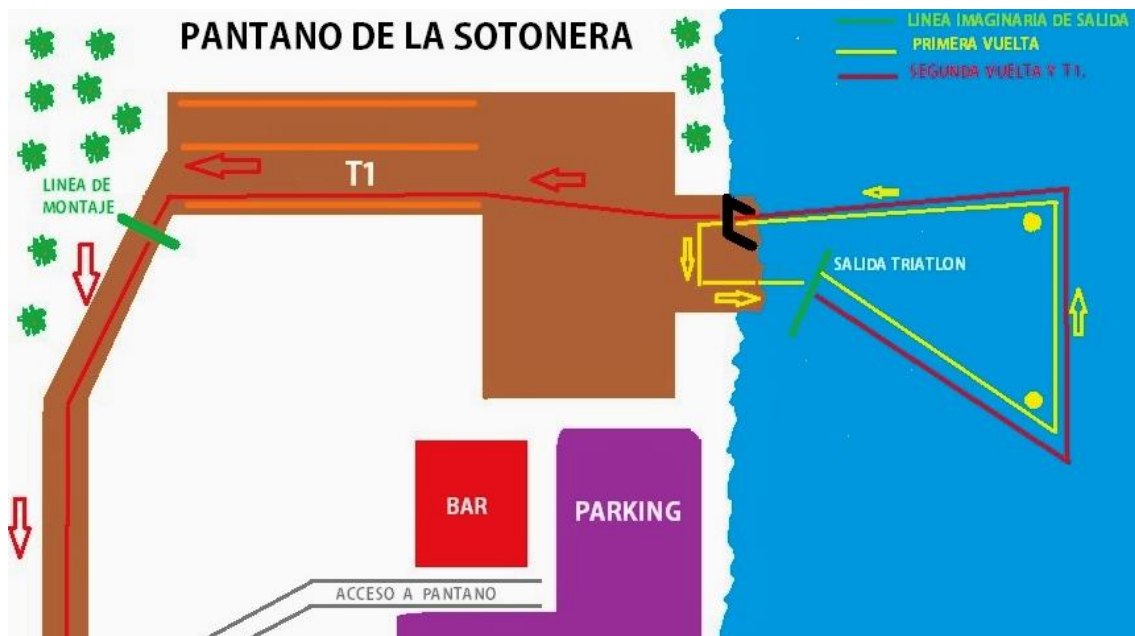 PANTANO DE LA SOTONERA
LINEA IMAGINARIA DE SALIDA
PRIMERA VUELTA
SEGUNDA VUELTA Y T1.
T1
LINEA DE
MONTAJE
SALIDA TRIATLON
BAR
PARKING
ACCESO A PANTANO